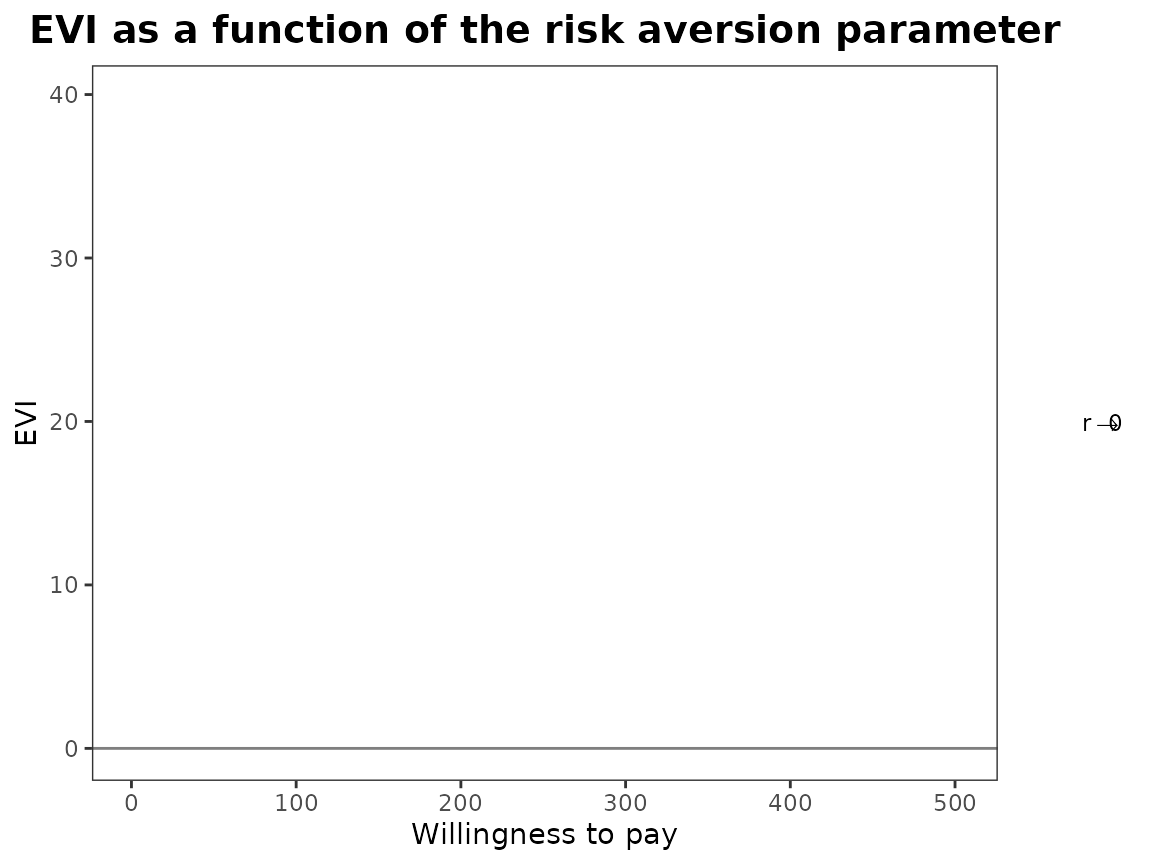 EVI as a function of the risk aversion parameter
40
30
20
10
0
EVI
r → 0
0 100 200 300 400 500
Willingness to pay